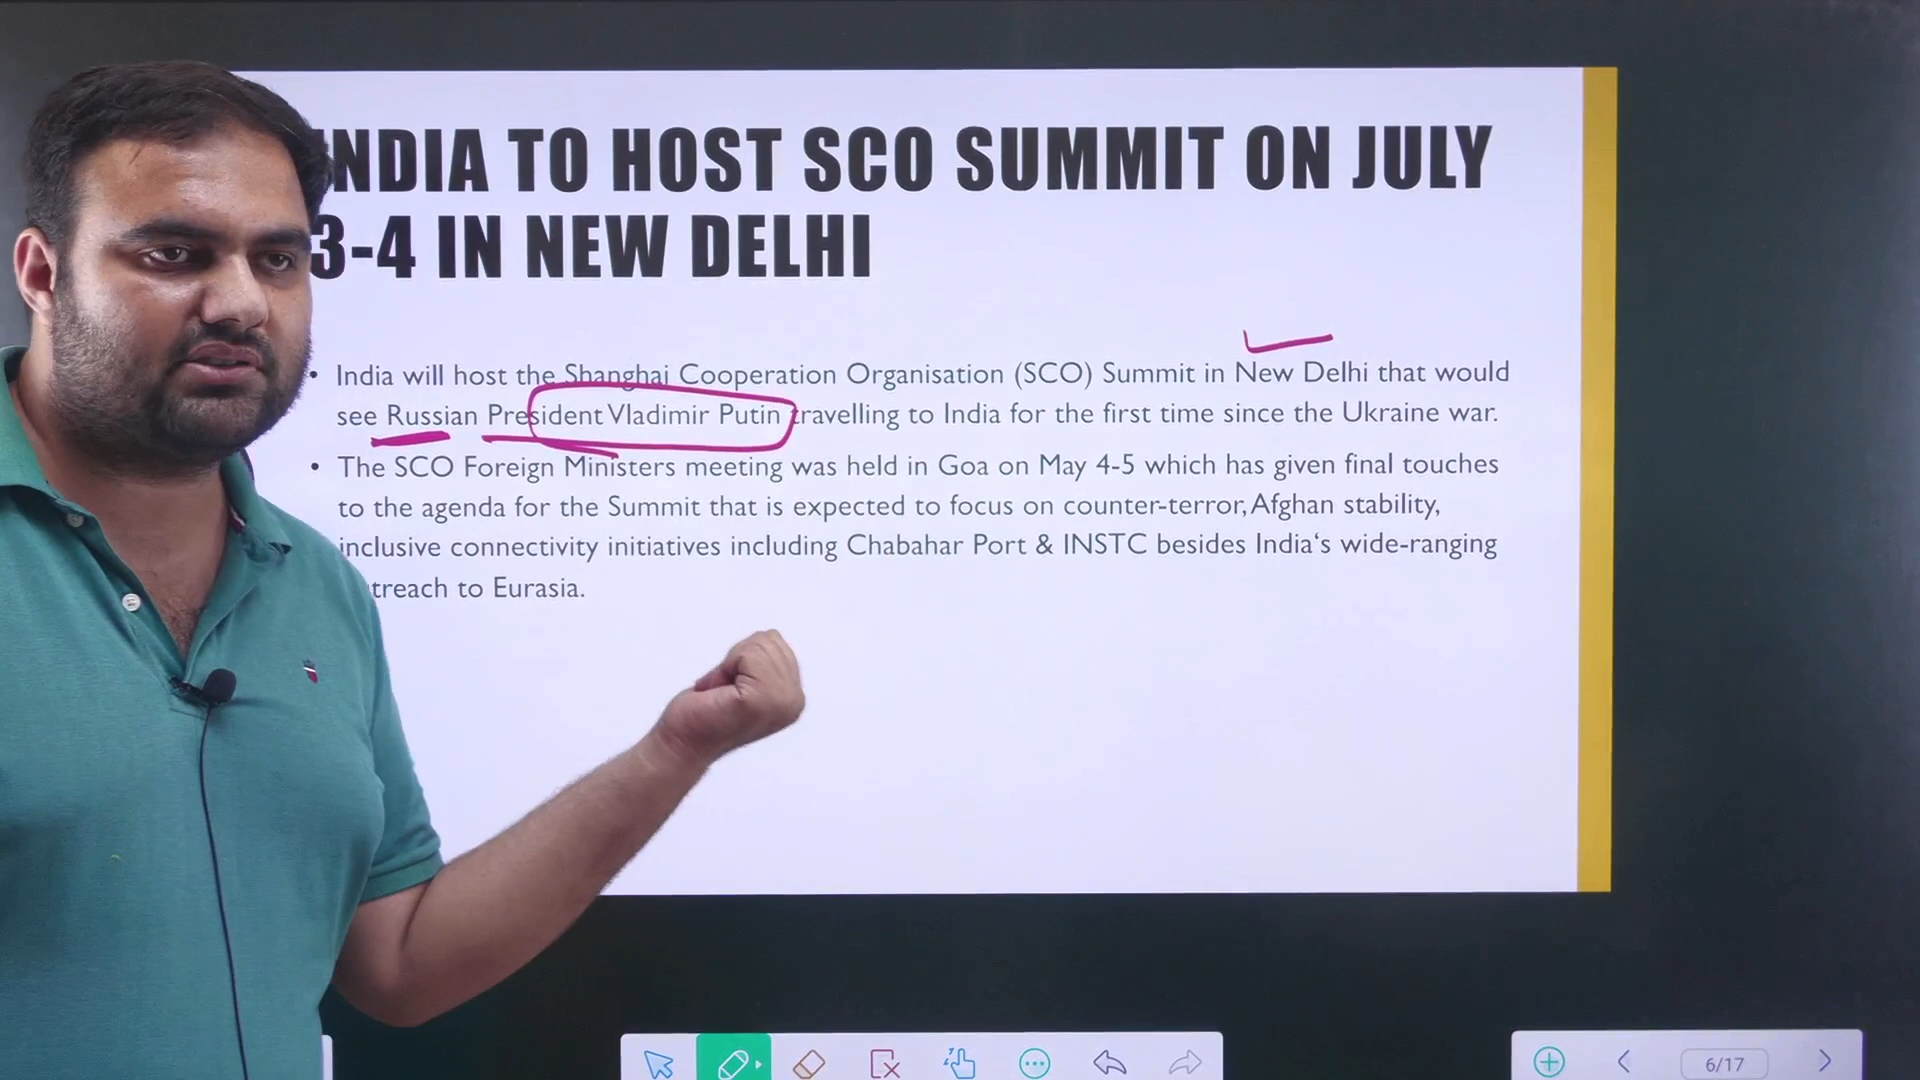 INDIA TO HOST SCO SUMMIT ON JULY
3-4 IN NEW DELHI
• India will host the Shanghai Cooperation Organisation (SCO) Summit in New Delhi that would
see Russian President Vladimir Putin travelling to India for the first time since the Ukraine war.
• The SCO Foreign Ministers meeting was held in Goa on May 4-5 which has given final touches
to the agenda for the Summit that is expected to focus on counter-terror, Afghan stability,
inclusive connectivity initiatives including Chabahar Port & INSTC besides India's wide-ranging
treach to Eurasia.
6/17